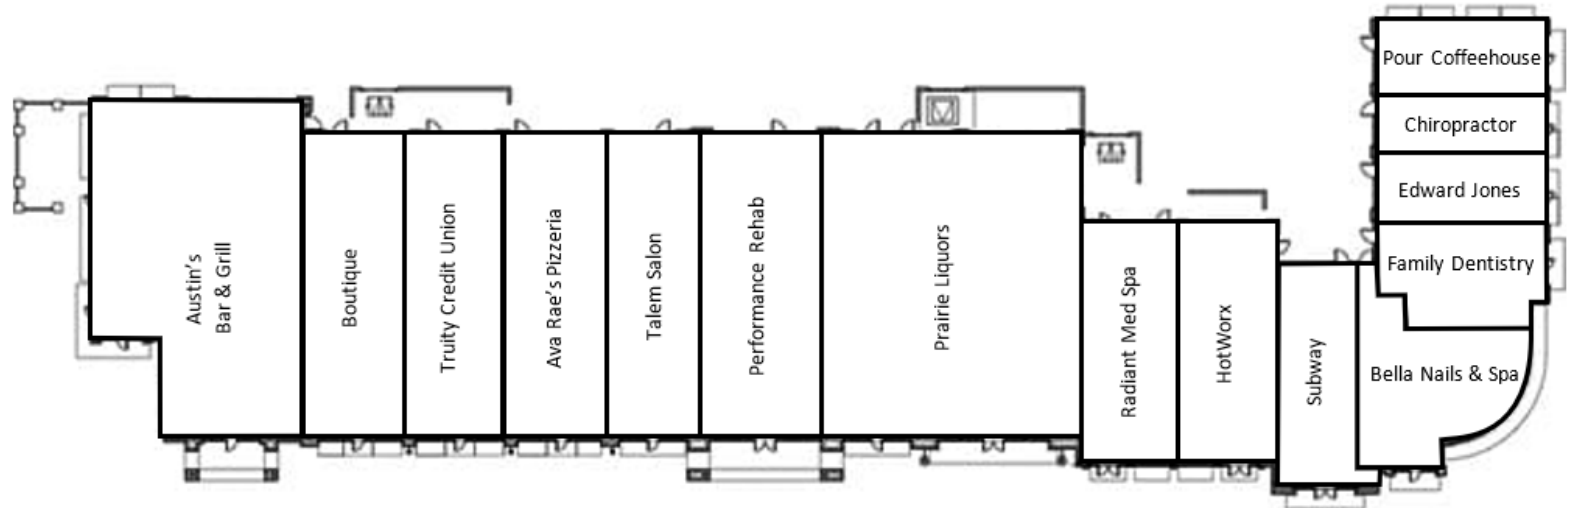 Austin's
Bar & Grill
Boutique
Truity Credit Union
Ava Rae's Pizzeria
Talem Salon
Performance Rehab
Prairie Liquors
Radiant Med Spa
HotWorx
Subway
Pour Coffeehouse
Chiropractor
Edward Jones
Family Dentistry
Bella Nails & Spa